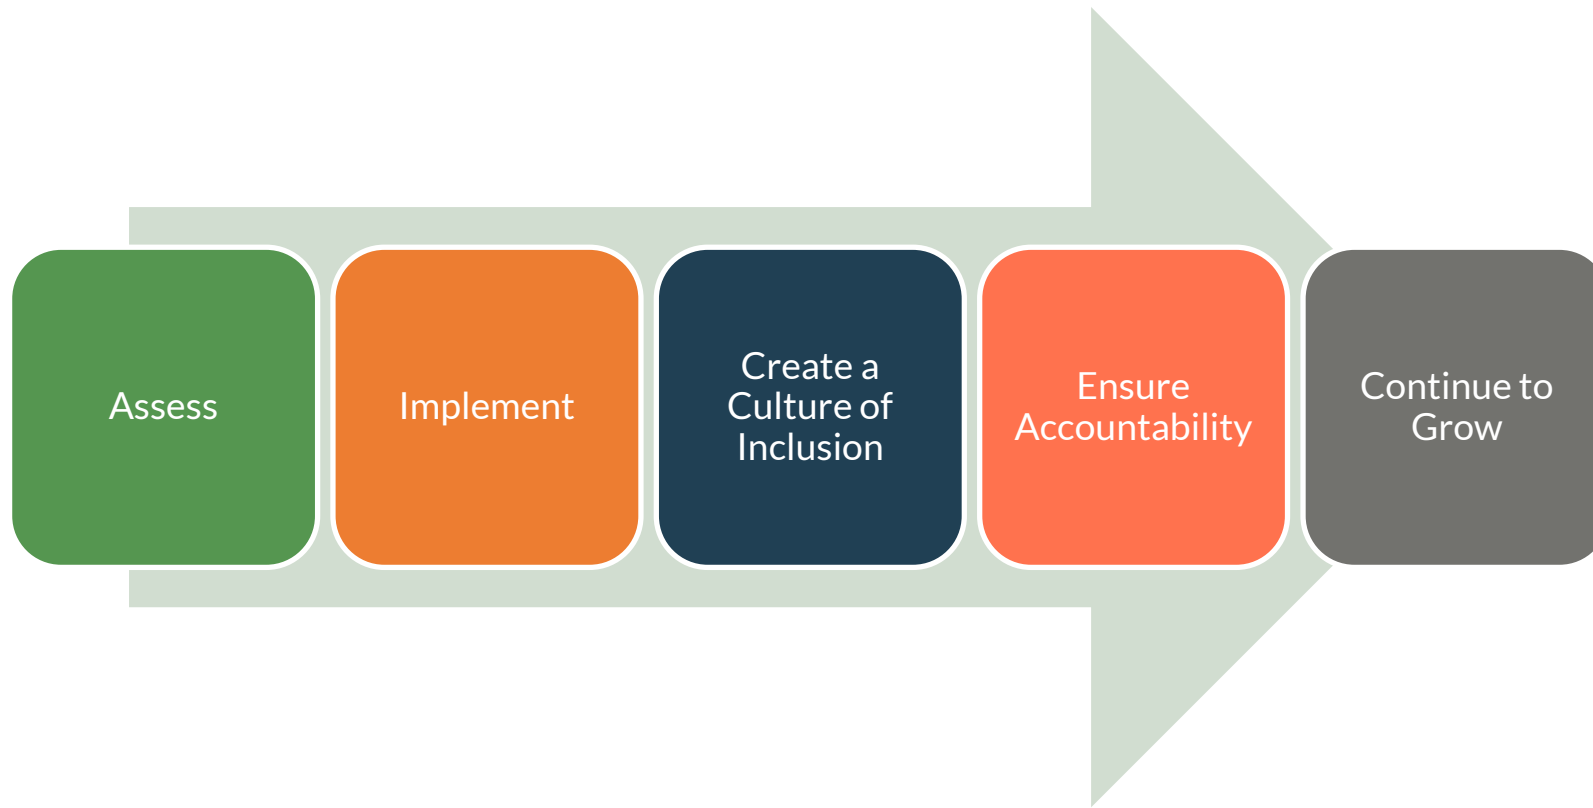 Assess
Implement
Create a
Culture of
Inclusion
Ensure
Accountability
Continue to
Grow